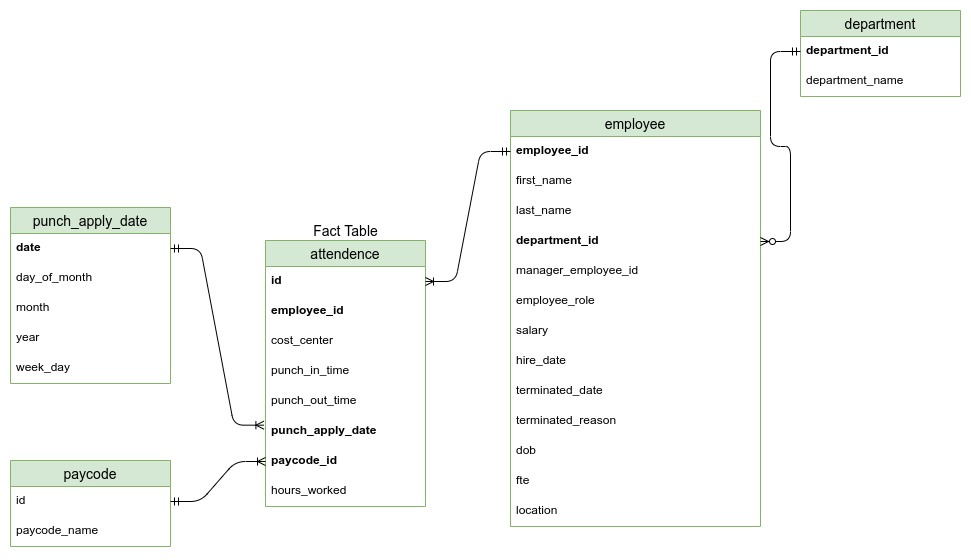 department
department_id
department_name
employee
employee_id
first_name
last_name
department_id
manager_employee_id
employee_role
salary
hire_date
terminated_date
terminated_reason
dob
fte
location
punch_apply_date
date
day_of_month
month
year
week_day
Fact Table
attendence
id
employee_id
cost_center
punch_in_time
punch_out_time
punch_apply_date
paycode_id
hours_worked
paycode
id
paycode_name